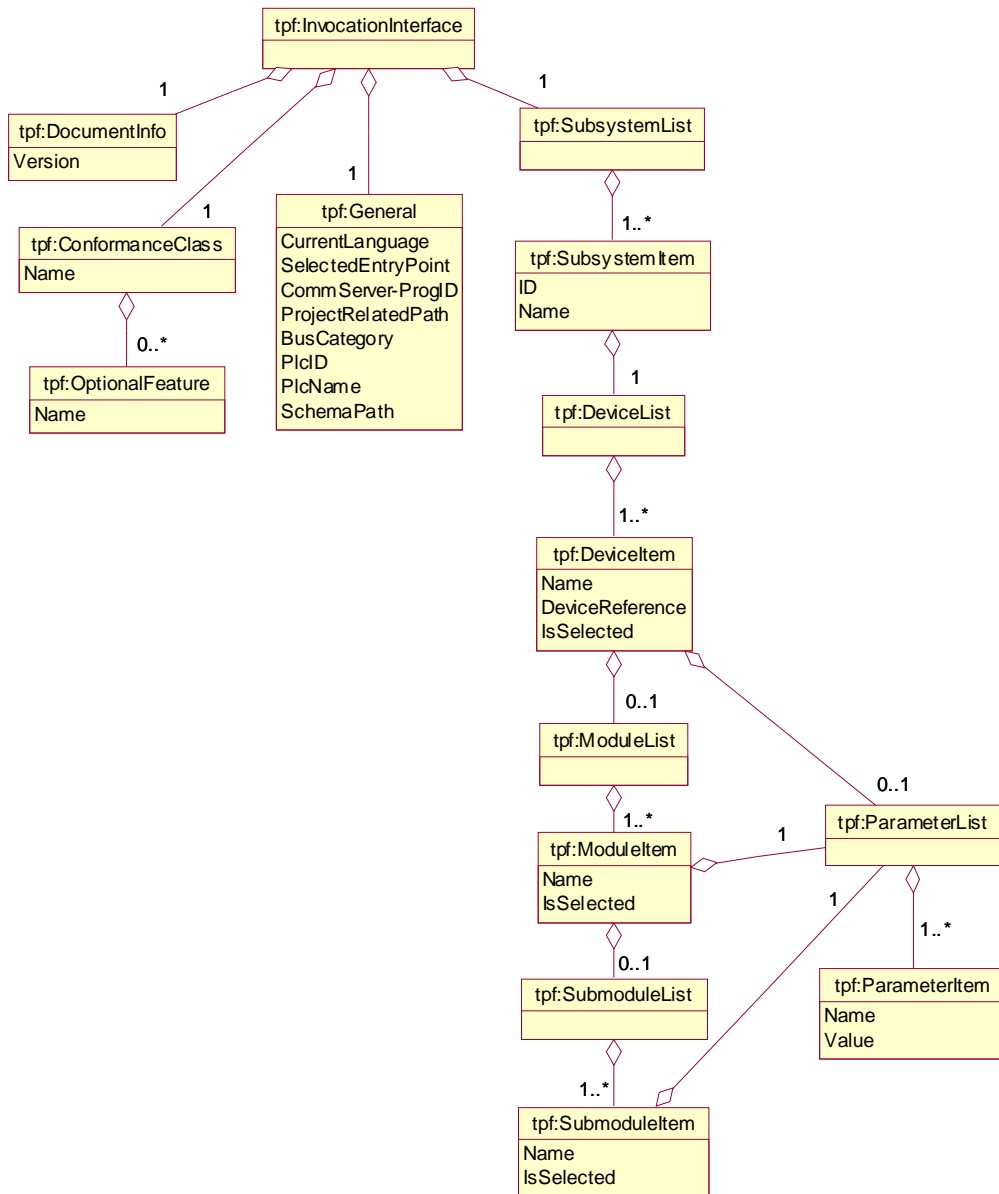 tpf:InvocationInterface
1
1
tpf:DocumentInfo
Version
tpf:SubsystemList
1
1
tpf:General
CurrentLanguage
SelectedEntryPoint
CommServer-ProgID
ProjectRelatedPath
BusCategory
PlcID
PlcName
SchemaPath
tpf:ConformanceClass
Name
1..*
tpf:SubsystemItem
ID
Name
0..*
tpf:OptionalFeature
Name
1
tpf:DeviceList
1..*
tpf:DeviceItem
Name
DeviceReference
IsSelected
0..1
tpf:ModuleList
0..1
tpf:ParameterList
1..*
1
tpf:ModuleItem
Name
IsSelected
1
1..*
0..1
tpf:SubmoduleList
tpf:ParameterItem
Name
Value
1..*
tpf:SubmoduleItem
Name
IsSelected